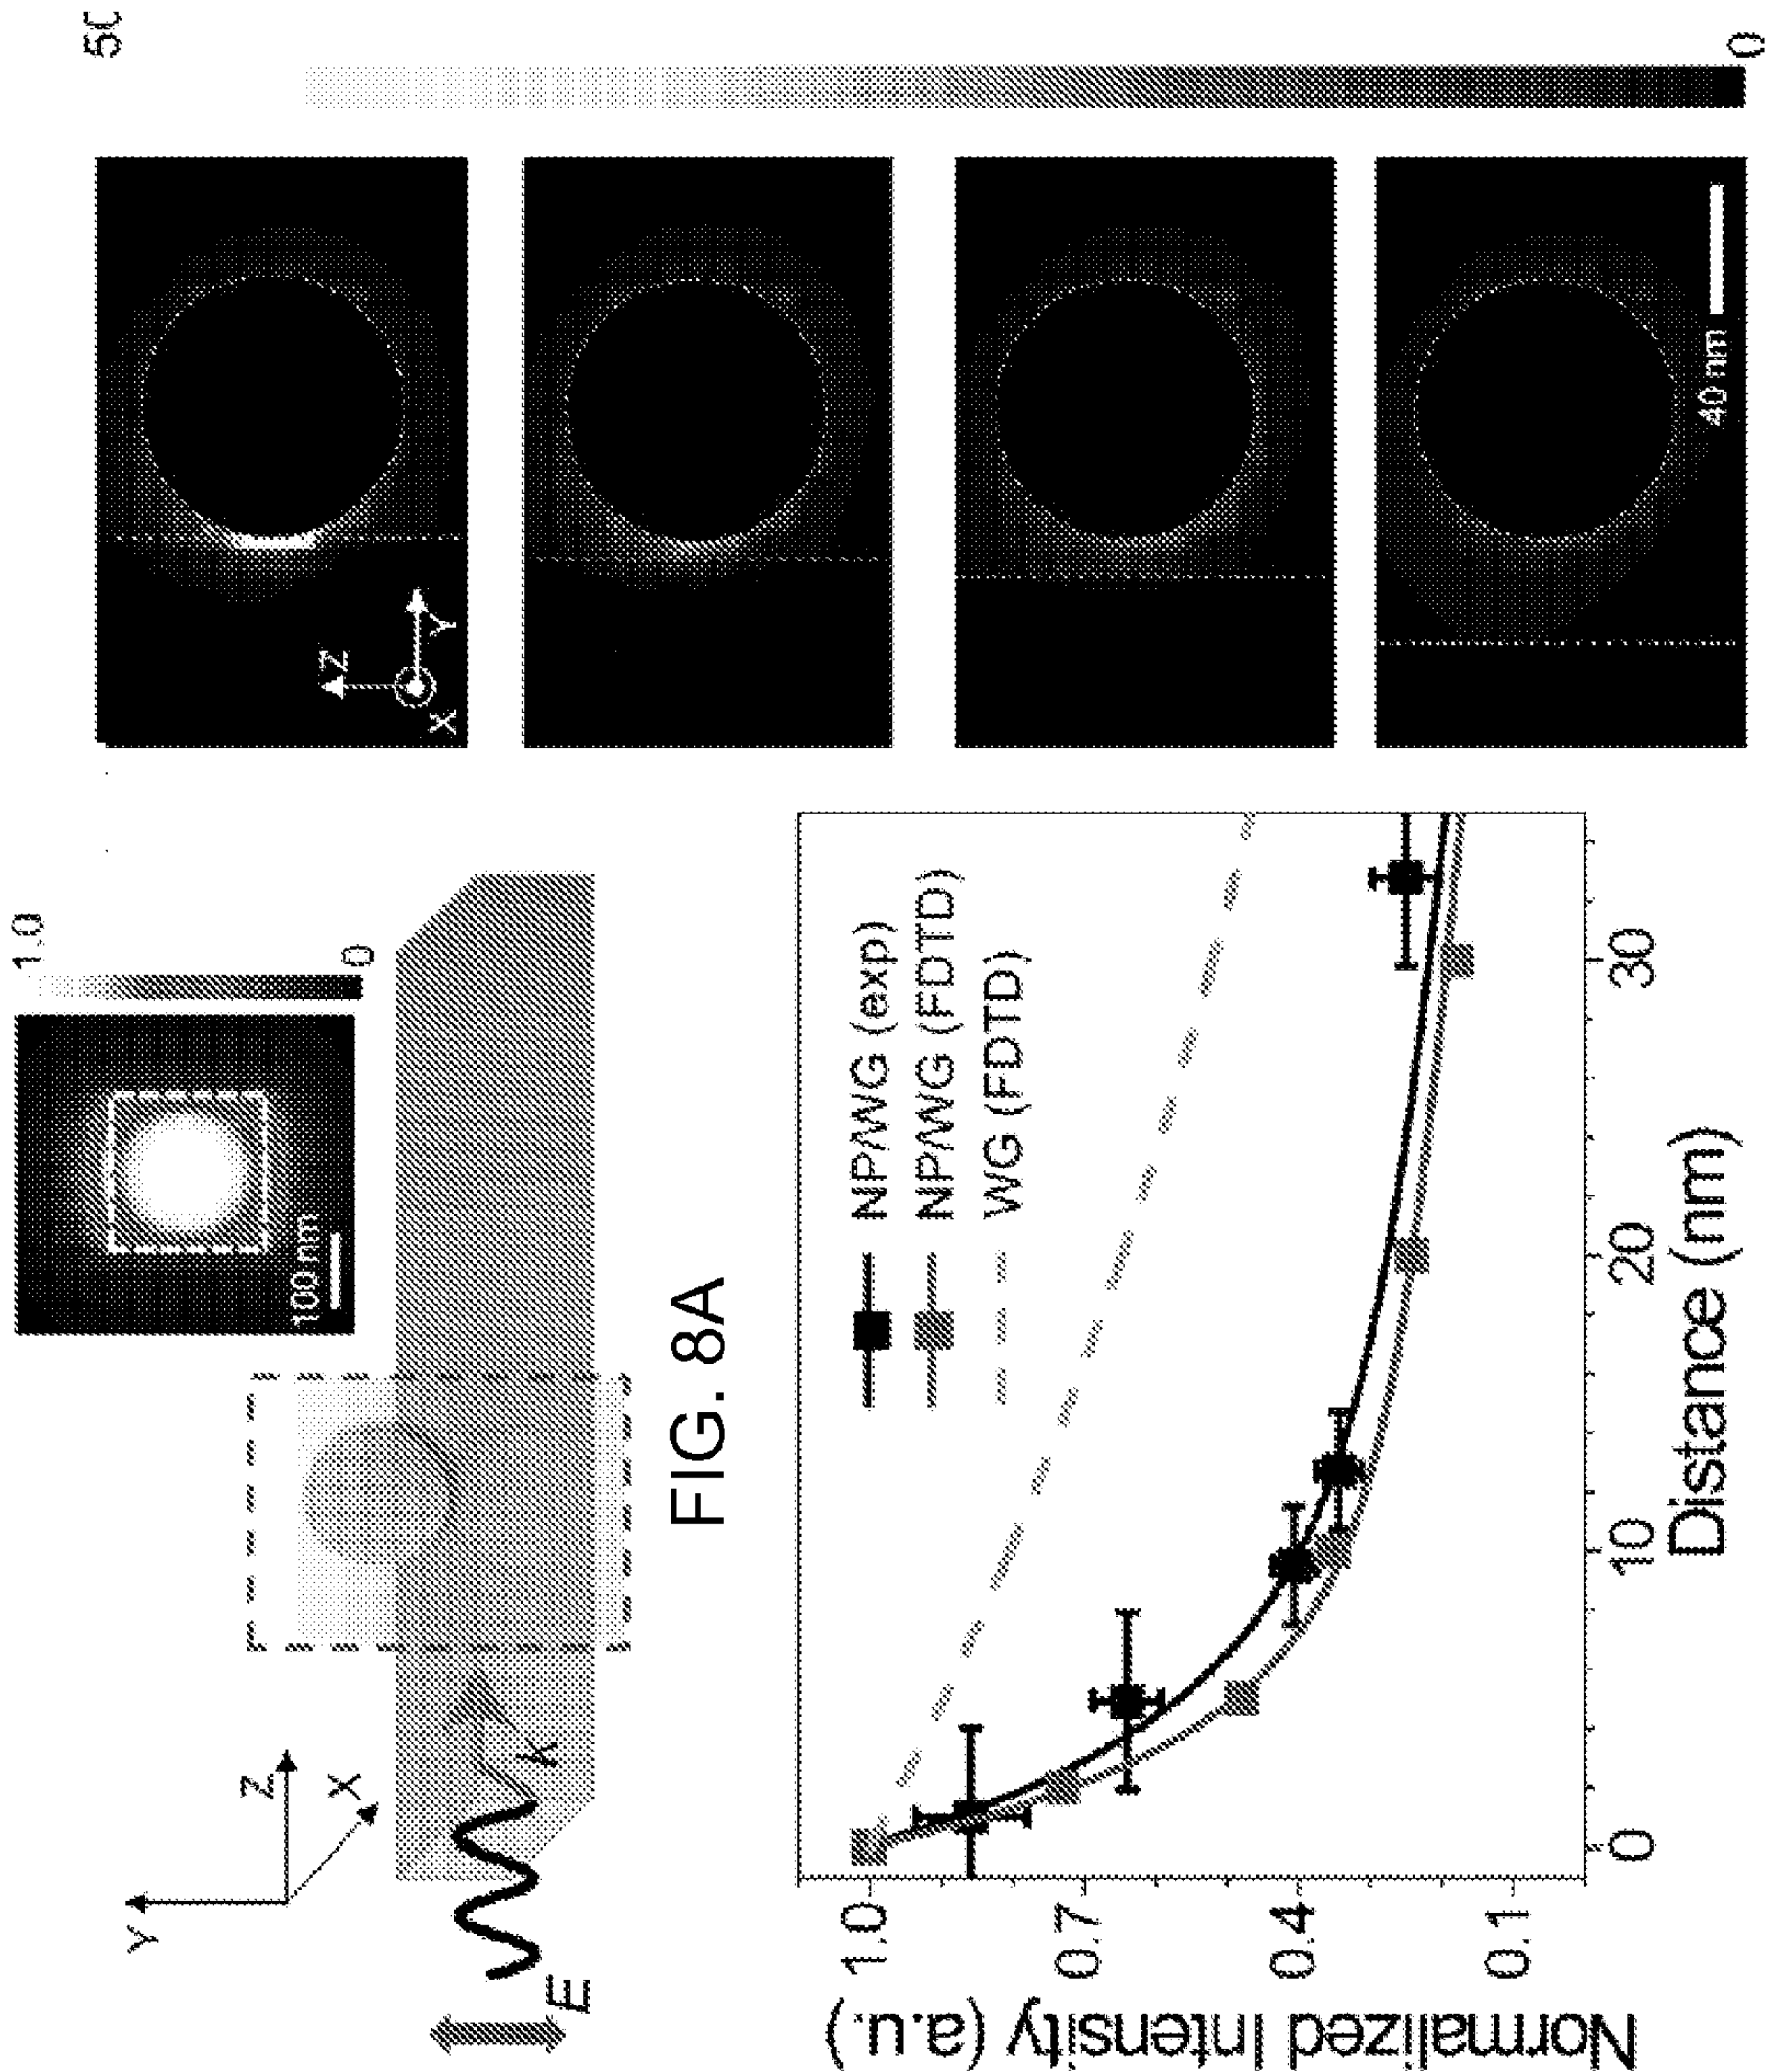 Y
Z
X
E
k
1.0
0
100 nm
FIG. 8A
Normalized Intensity (a.u.)
1.0
0.7
0.4
0.1
NP/WG (exp)
NP/WG (FDTD)
WG (FDTD)
0
10
20
30
Distance (nm)
Z
Y
X
40 nm
0